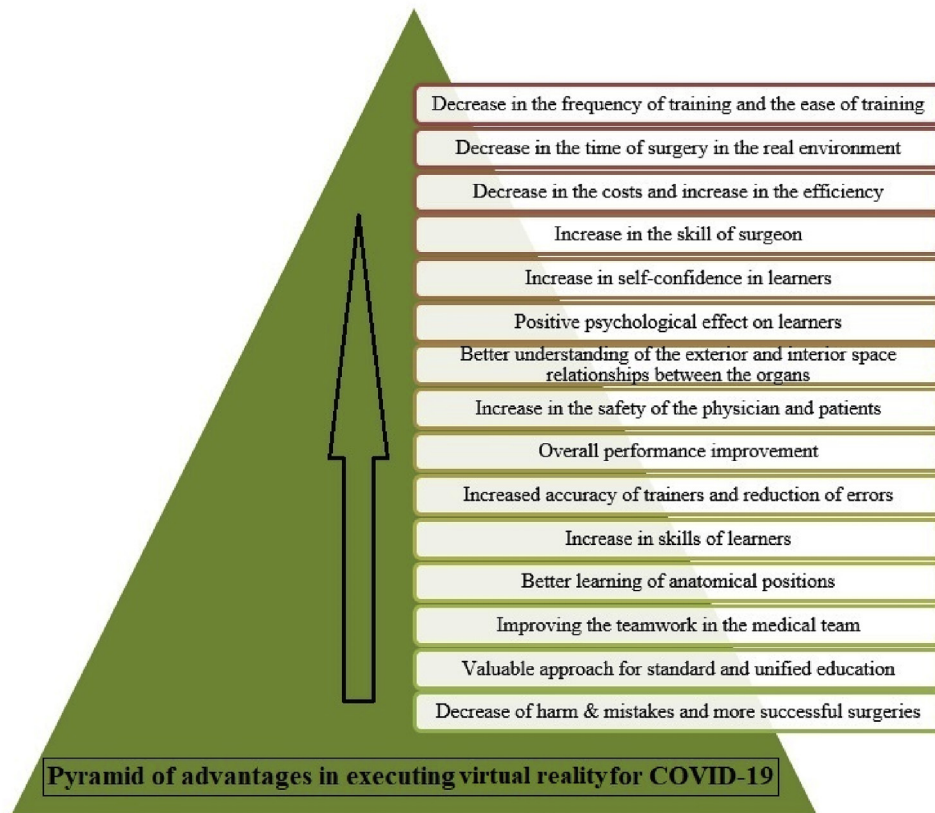 Decrease in the frequency of training and the ease of training
Decrease in the time of surgery in the real environment
Decrease in the costs and increase in the efficiency
Increase in the skill of surgeon
Increase in self-confidence in learners
Positive psychological effect on learners
Better understanding of the exterior and interior space
relationships between the organs
Increase in the safety of the physician and patients
Overall performance improvement
Increased accuracy of trainers and reduction of errors
Increase in skills of learners
Better learning of anatomical positions
Improving the teamwork in the medical team
Valuable approach for standard and unified education
Decrease of harm & mistakes and more successful surgeries
Pyramid of advantages in executing virtual reality for COVID-19